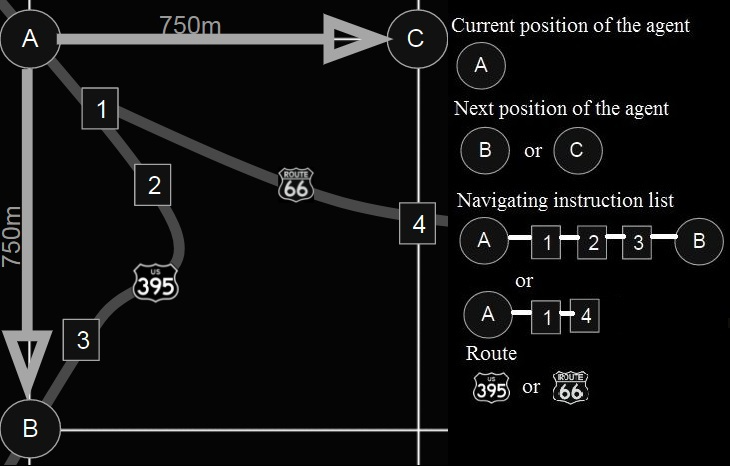 A
750m
C
1
2
ROUTE
66
4
750m
US
395
3
B
Current position of the agent
A
Next position of the agent
B or C
Navigating instruction list
A 1 2 3 B
or
A 1 4
Route
US
395 or ROUTE
66